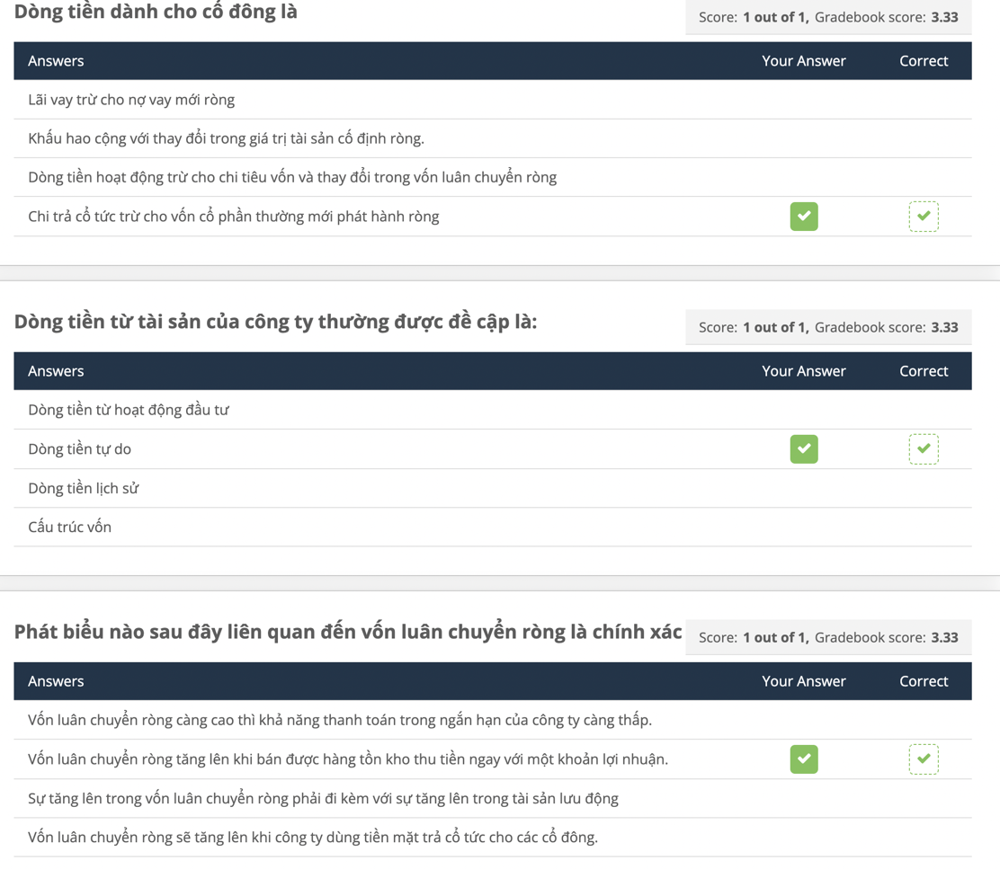 Dòng tiền dành cho cổ đông là
Score: 1 out of 1, Gradebook score: 3.33
Answers Your Answer Correct
Lãi vay trừ cho nợ vay mới ròng
Khấu hao cộng với thay đổi trong giá trị tài sản cố định ròng.
Dòng tiền hoạt động trừ cho chi tiêu vốn và thay đổi trong vốn luân chuyển ròng
Chi trả cổ tức trừ cho vốn cổ phần thường mới phát hành ròng
Dòng tiền từ tài sản của công ty thường được đề cập là:
Score: 1 out of 1, Gradebook score: 3.33
Answers Your Answer Correct
Dòng tiền từ hoạt động đầu tư
Dòng tiền tự do
Dòng tiền lịch sử
Cấu trúc vốn
Phát biểu nào sau đây liên quan đến vốn luân chuyển ròng là chính xác
Score: 1 out of 1, Gradebook score: 3.33
Answers Your Answer Correct
Vốn luân chuyển ròng càng cao thì khả năng thanh toán trong ngắn hạn của công ty càng thấp.
Vốn luân chuyển ròng tăng lên khi bán được hàng tồn kho thu tiền ngay với một khoản lợi nhuận.
Sự tăng lên trong vốn luân chuyển ròng phải đi kèm với sự tăng lên trong tài sản lưu động
Vốn luân chuyển ròng sẽ tăng lên khi công ty dùng tiền mặt trả cổ tức cho các cổ đông.